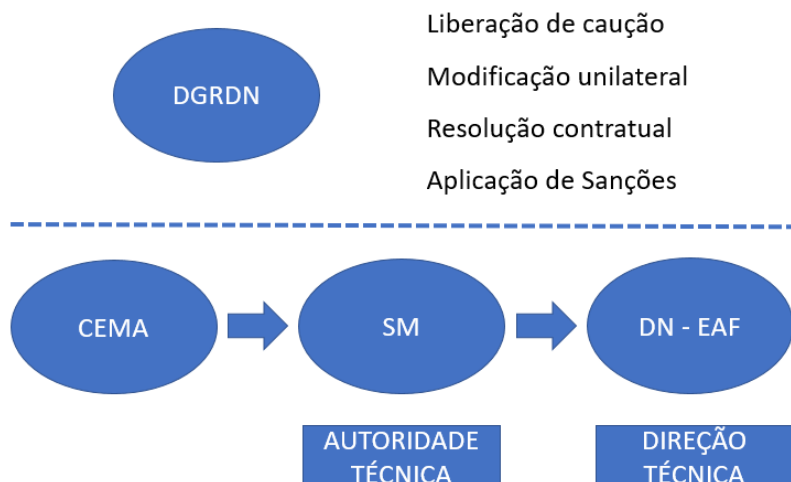 Liberação de caução
DGRDN
Modificação unilateral
Resolução contratual
Aplicação de Sanções
CEMA
SM
DN - EAF
AUTORIDADE
TÉCNICA
DIREÇÃO
TÉCNICA